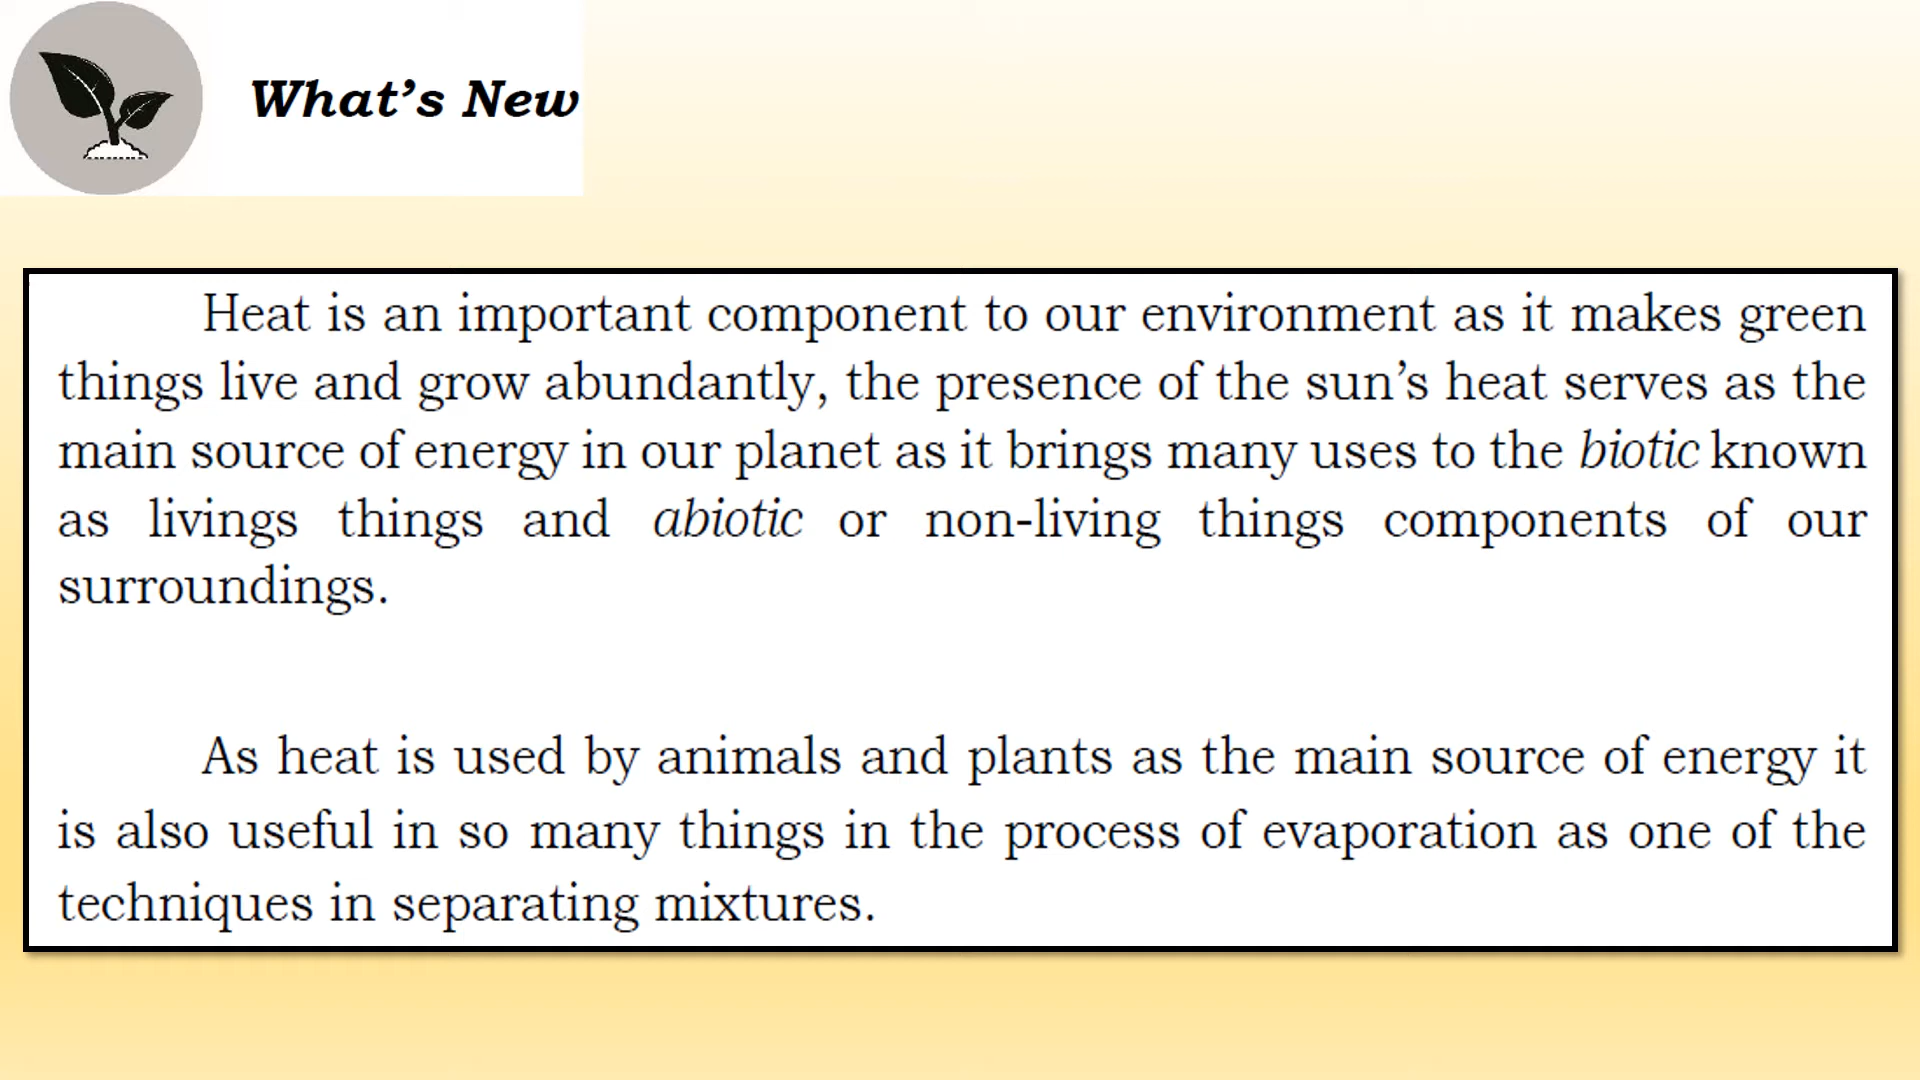 What’s New
Heat is an important component to our environment as it makes green
things live and grow abundantly, the presence of the sun’s heat serves as the
main source of energy in our planet as it brings many uses to the biotic known
as livings things and abiotic or non-living things components of our
surroundings.
As heat is used by animals and plants as the main source of energy it
is also useful in so many things in the process of evaporation as one of the
techniques in separating mixtures.